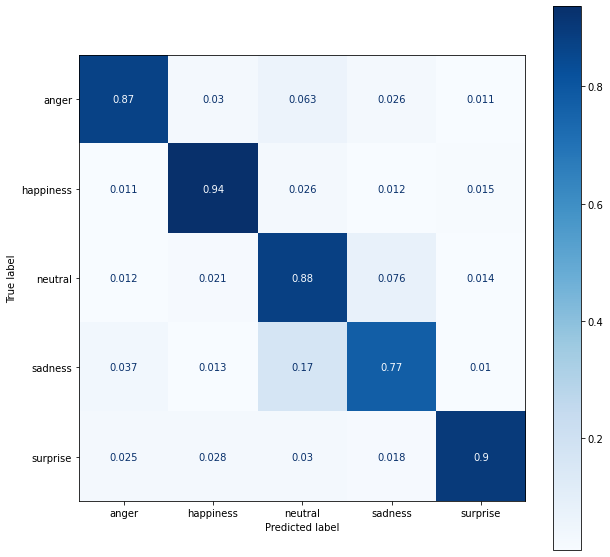 anger 0.87 0.03 0.063 0.026 0.011
happiness 0.011 0.94 0.026 0.012 0.015
neutral 0.012 0.021 0.88 0.076 0.014
sadness 0.037 0.013 0.17 0.77 0.01
surprise 0.025 0.028 0.03 0.018 0.9
anger happiness neutral sadness surprise
Predicted label
True label
0.8
0.6
0.4
0.2